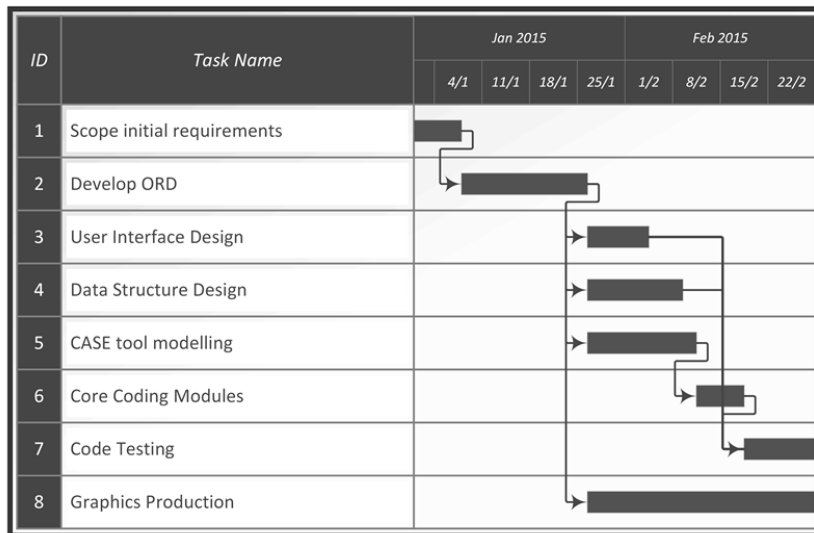 ID
Task Name
Jan 2015
Feb 2015
4/1 11/1 18/1 25/1 1/2 8/2 15/2 22/2
1 Scope initial requirements
2 Develop ORD
3 User Interface Design
4 Data Structure Design
5 CASE tool modelling
6 Core Coding Modules
7 Code Testing
8 Graphics Production